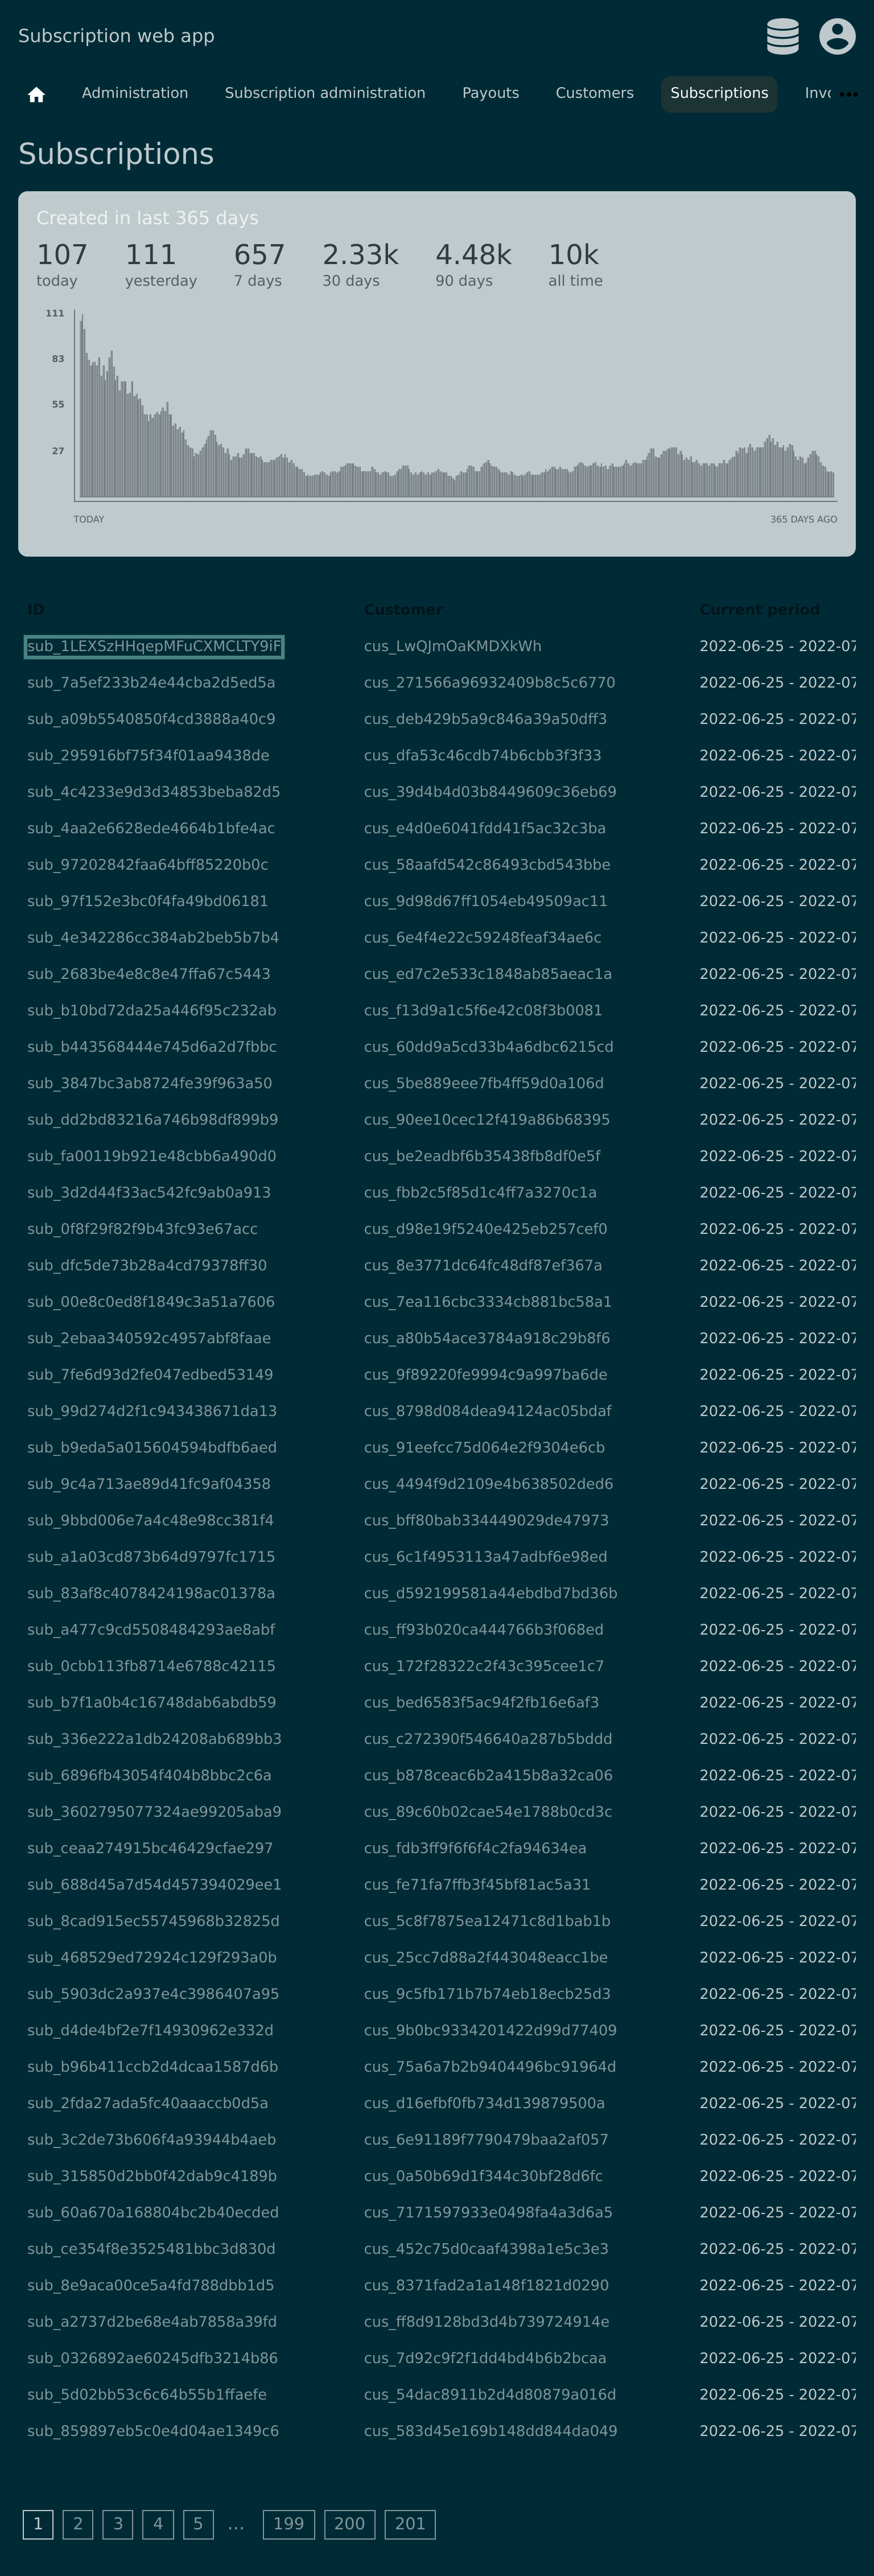 Subscription web app
Administration Subscription administration Payouts Customers Subscriptions
Subscriptions
Created in last 365 days
107 111 657 2.33k 4.48k 10k
today yesterday 7 days 30 days 90 days all time
111
83
55
27
TODAY 365 DAYS AGO
ID Customer Current period
sub_1LEXSzHHqepMFuCXMCLTY9iF cus_LwQJmOaKMDXkWh 2022-06-25 - 2022-07
sub_7a5ef233b24e44cba2d5ed5a cus_271566a96932409b8c5c6770 2022-06-25 - 2022-07
sub_a09b5540850f4cd3888a40c9 cus_deb429b5a9c846a39a50dff3 2022-06-25 - 2022-07
sub_295916bf75f34f01aa9438de cus_dfa53c46cdb74b6cbb3f3f33 2022-06-25 - 2022-07
sub_4c4233e9d3d34853beba82d5 cus_39d4b4d03b8449609c36eb69 2022-06-25 - 2022-07
sub_4aa2e6628ede4664b1bfe4ac cus_e4d0e6041fdd41f5ac32c3ba 2022-06-25 - 2022-07
sub_97202842faa64bff85220b0c cus_58aafd542c86493cbd543bbe 2022-06-25 - 2022-07
sub_97f152e3bc0f4fa49bd06181 cus_9d98d67ff1054eb49509ac11 2022-06-25 - 2022-07
sub_4e342286cc384ab2beb5b7b4 cus_6e4f4e22c59248feaf34ae6c 2022-06-25 - 2022-07
sub_2683be4e8c8e47ffa67c5443 cus_ed7c2e533c1848ab85aeac1a 2022-06-25 - 2022-07
sub_b10bd72da25a446f95c232ab cus_f13d9a1c5f6e42c08f3b0081 2022-06-25 - 2022-07
sub_b443568444e745d6a2d7fbbc cus_60dd9a5cd33b4a6dbc6215cd 2022-06-25 - 2022-07
sub_3847bc3ab8724fe39f963a50 cus_5be889eee7fb4ff59d0a106d 2022-06-25 - 2022-07
sub_dd2bd83216a746b98df899b9 cus_90ee10cec12f419a86b68395 2022-06-25 - 2022-07
sub_fa00119b921e48cbb6a490d0 cus_be2eadbf6b35438fb8df0e5f 2022-06-25 - 2022-07
sub_3d2d44f33ac542fc9ab0a913 cus_fbb2c5f85d1c4ff7a3270c1a 2022-06-25 - 2022-07
sub_0f8f29f82f9b43fc93e67acc cus_d98e19f5240e425eb257cef0 2022-06-25 - 2022-07
sub_dfc5de73b28a4cd79378ff30 cus_8e3771dc64fc48df87ef367a 2022-06-25 - 2022-07
sub_00e8c0ed8f1849c3a51a7606 cus_7ea116cbc3334cb881bc58a1 2022-06-25 - 2022-07
sub_2ebaa340592c4957abf8faae cus_a80b54ace3784a918c29b8f6 2022-06-25 - 2022-07
sub_7fe6d93d2fe047edbed53149 cus_9f89220fe9994c9a997ba6de 2022-06-25 - 2022-07
sub_99d274d2f1c943438671da13 cus_8798d084dea94124ac05bdaf 2022-06-25 - 2022-07
sub_b9eda5a015604594bdfb6aed cus_91eefcc75d064e2f9304e6cb 2022-06-25 - 2022-07
sub_9c4a713ae89d41fc9af04358 cus_4494f9d2109e4b638502ded6 2022-06-25 - 2022-07
sub_9bbd006e7a4c48e98cc381f4 cus_bff80bab334449029de47973 2022-06-25 - 2022-07
sub_a1a03cd873b64d9797fc1715 cus_6c1f4953113a47adbf6e98ed 2022-06-25 - 2022-07
sub_83af8c4078424198ac01378a cus_d592199581a44ebdbd7bd36b 2022-06-25 - 2022-07
sub_a477c9cd5508484293ae8abf cus_ff93b020ca444766b3f068ed 2022-06-25 - 2022-07
sub_0cbb113fb8714e6788c42115 cus_172f28322c2f43c395cee1c7 2022-06-25 - 2022-07
sub_b7f1a0b4c16748dab6abdb59 cus_bed6583f5ac94f2fb16e6af3 2022-06-25 - 2022-07
sub_336e222a1db24208ab689bb3 cus_c272390f546640a287b5bddd 2022-06-25 - 2022-07
sub_6896fb43054f404b8bbc2c6a cus_b878ceac6b2a415b8a32ca06 2022-06-25 - 2022-07
sub_3602795077324ae99205aba9 cus_89c60b02cae54e1788b0cd3c 2022-06-25 - 2022-07
sub_ceaa274915bc46429cfae297 cus_fdb3ff9f6f6f4c2fa94634ea 2022-06-25 - 2022-07
sub_688d45a7d54d457394029ee1 cus_fe71fa7ffb3f45bf81ac5a31 2022-06-25 - 2022-07
sub_8cad915ec55745968b32825d cus_5c8f7875ea12471c8d1bab1b 2022-06-25 - 2022-07
sub_468529ed72924c129f293a0b cus_25cc7d88a2f443048eacc1be 2022-06-25 - 2022-07
sub_5903dc2a937e4c3986407a95 cus_9c5fb171b7b74eb18ecb25d3 2022-06-25 - 2022-07
sub_d4de4bf2e7f14930962e332d cus_9b0bc9334201422d99d77409 2022-06-25 - 2022-07
sub_b96b411ccb2d4dcaa1587d6b cus_75a6a7b2b9404496bc91964d 2022-06-25 - 2022-07
sub_2fda27ada5fc40aaaccb0d5a cus_d16efbf0fb734d139879500a 2022-06-25 - 2022-07
sub_3c2de73b606f4a93944b4aeb cus_6e91189f7790479baa2af057 2022-06-25 - 2022-07
sub_315850d2bb0f42dab9c4189b cus_0a50b69d1f344c30bf28d6fc 2022-06-25 - 2022-07
sub_60a670a168804bc2b40ecded cus_7171597933e0498fa4a3d6a5 2022-06-25 - 2022-07
sub_ce354f8e3525481bbc3d830d cus_452c75d0caaf4398a1e5c3e3 2022-06-25 - 2022-07
sub_8e9aca00ce5a4fd788dbb1d5 cus_8371fad2a1a148f1821d0290 2022-06-25 - 2022-07
sub_a2737d2be68e4ab7858a39fd cus_ff8d9128bd3d4b739724914e 2022-06-25 - 2022-07
sub_0326892ae60245dfb3214b86 cus_7d92c9f2f1dd4bd4b6b2bcaa 2022-06-25 - 2022-07
sub_5d02bb53c6c64b55b1ffaefe cus_54dac8911b2d4d80879a016d 2022-06-25 - 2022-07
sub_859897eb5c0e4d04ae1349c6 cus_583d45e169b148dd844da049 2022-06-25 - 2022-07
1 2 3 4 5 ... 199 200 201